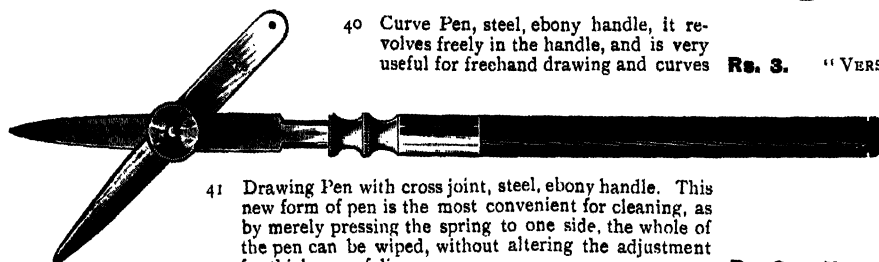 40 Curve Pen, steel, ebony handle, it re-
volves freely in the handle, and is very
useful for freehand drawing and curves Rs. 3. "VERS
41 Drawing Pen with cross joint, steel, ebony handle. This
new form of pen is the most convenient for cleaning, as
by merely pressing the spring to one side, the whole of
the pen can be wiped, without altering the adjustment